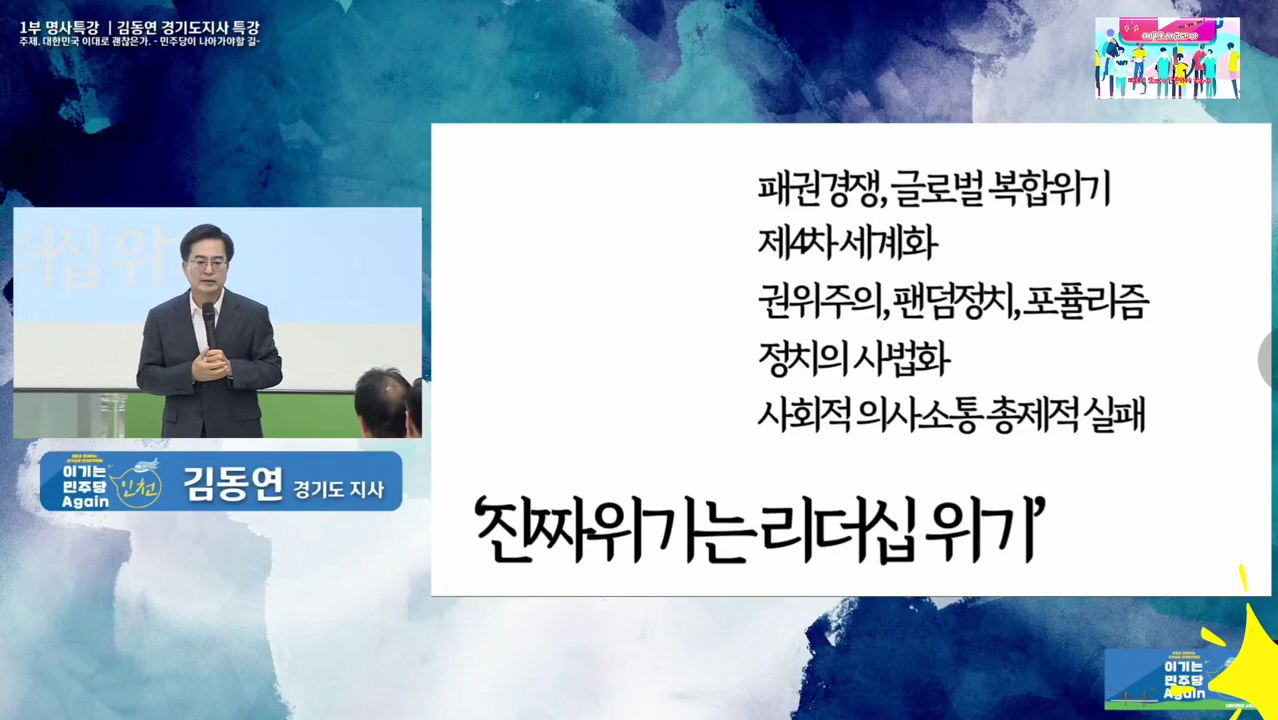 1부 명사특강 | 김동연 경기도지사 특강
주제. 대한민국 이대로 괜찮은가. - 민주당이 나아가야할 길-
패권경쟁, 글로벌 복합위기
제4차 세계화
권위주의, 팬덤정치, 포퓰리즘
정치의 사법화
사회적 의사소통 총제적 실패
‘진짜위기는 리더십 위기’
더십 위기
이기는
민주당
Again
인천
김동연 경기도 지사
이기는
민주당
Again